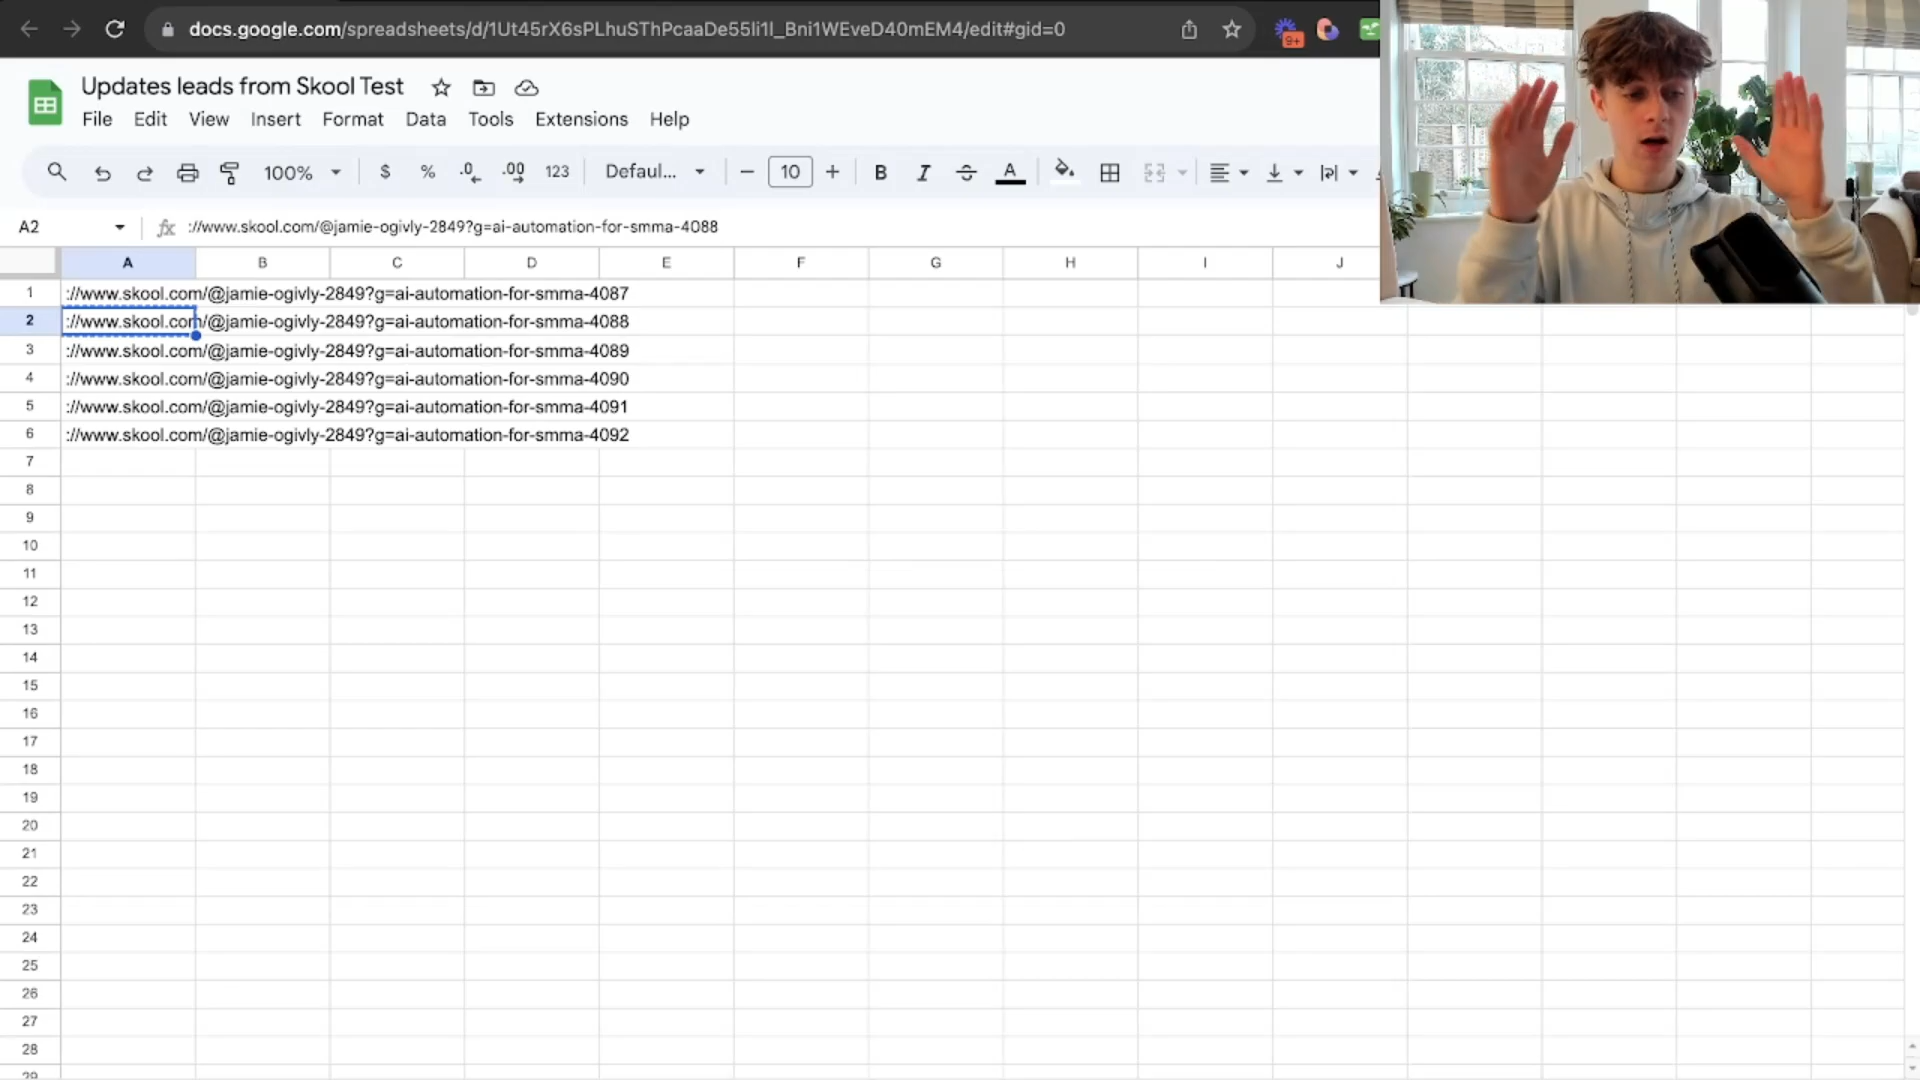 docs.google.com/spreadsheets/d/1Ut45rX6sPLhuSThPcaaDe55li1l_Bni1WEveD40mEM4/edit#gid=0
9+
Updates leads from Skool Test
File Edit View Insert Format Data Tools Extensions Help
100% $ % .0 .00 123 Defaul... 10 B I A
A2 fx ://www.skool.com/@jamie-ogivly-2849?g=ai-automation-for-smma-4088
A B C D E F G H I J
1 ://www.skool.com/@jamie-ogivly-2849?g=ai-automation-for-smma-4087
2 ://www.skool.com/@jamie-ogivly-2849?g=ai-automation-for-smma-4088
3 ://www.skool.com/@jamie-ogivly-2849?g=ai-automation-for-smma-4089
4 ://www.skool.com/@jamie-ogivly-2849?g=ai-automation-for-smma-4090
5 ://www.skool.com/@jamie-ogivly-2849?g=ai-automation-for-smma-4091
6 ://www.skool.com/@jamie-ogivly-2849?g=ai-automation-for-smma-4092
7
8
9
10
11
12
13
14
15
16
17
18
19
20
21
22
23
24
25
26
27
28
29